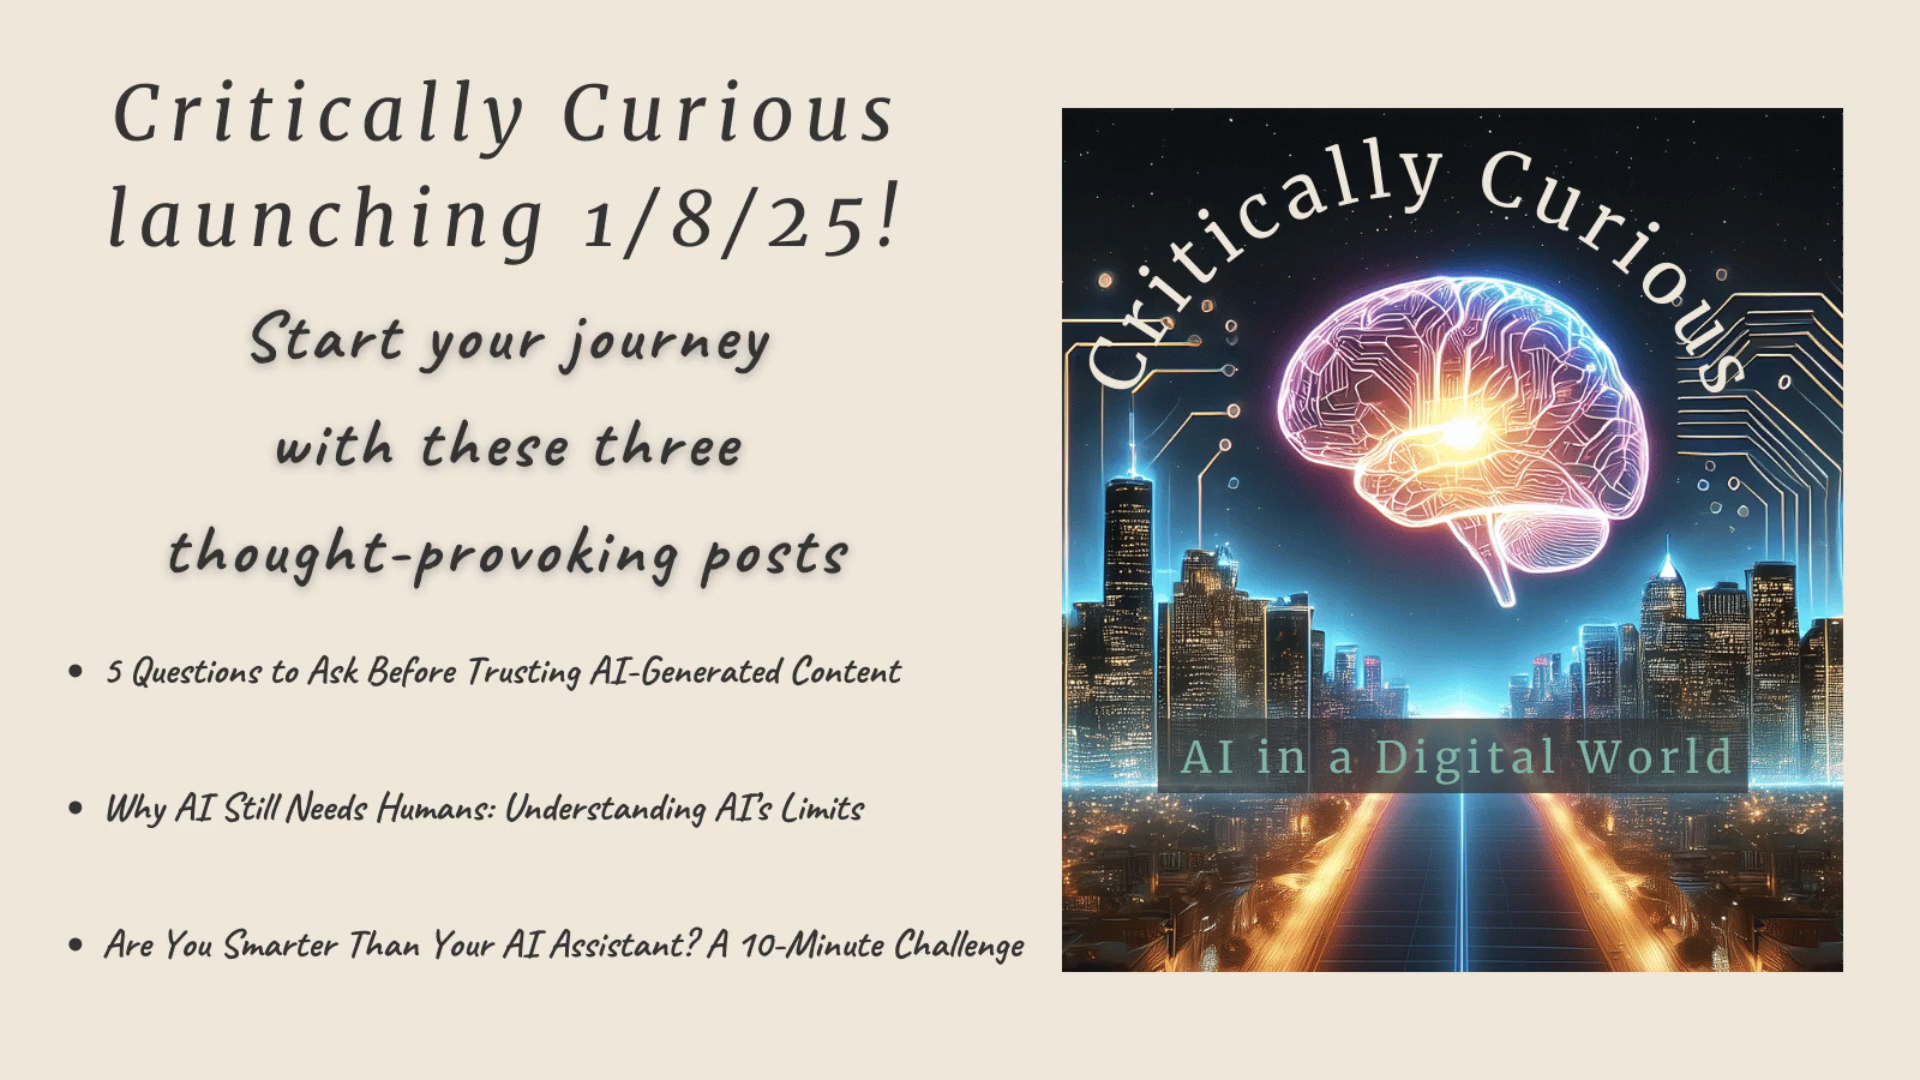 Critically Curious
launching 1/8/25!
Start your journey
with these three
thought-provoking posts
• 5 Questions to Ask Before Trusting AI-Generated Content
• Why AI Still Needs Humans: Understanding AI's Limits
• Are You Smarter Than Your AI Assistant? A 10-Minute Challenge
Critically Curious
AI in a Digital World